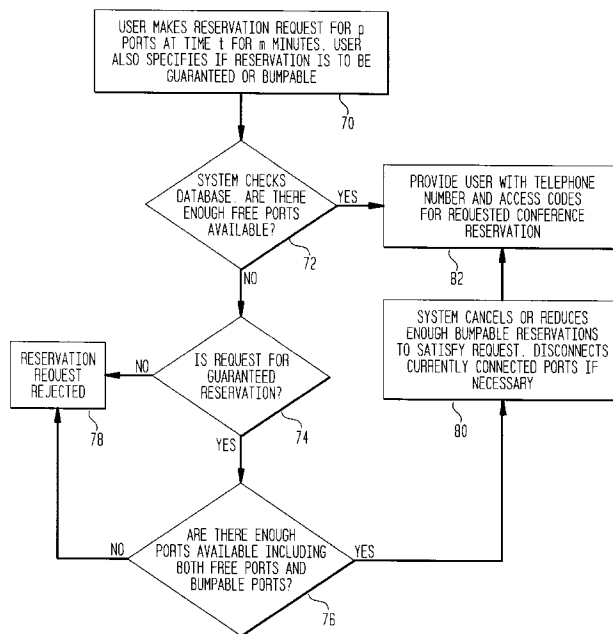 USER MAKES RESERVATION REQUEST FOR p
PORTS AT TIME t FOR m MINUTES. USER
ALSO SPECIFIES IF RESERVATION IS TO BE
GUARANTEED OR BUMPABLE
70
SYSTEM CHECKS
DATABASE. ARE THERE
ENOUGH FREE PORTS
AVAILABLE?
YES
72
NO
PROVIDE USER WITH TELEPHONE
NUMBER AND ACCESS CODES
FOR REQUESTED CONFERENCE
RESERVATION
82
SYSTEM CANCELS OR REDUCES
ENOUGH BUMPABLE RESERVATIONS
TO SATISFY REQUEST. DISCONNECTS
CURRENTLY CONNECTED PORTS IF
NECESSARY
80
IS REQUEST FOR
GUARANTEED
RESERVATION?
NO
74
YES
RESERVATION
REQUEST
REJECTED
78
ARE THERE ENOUGH
PORTS AVAILABLE INCLUDING
BOTH FREE PORTS AND
BUMPABLE PORTS?
NO
YES
76